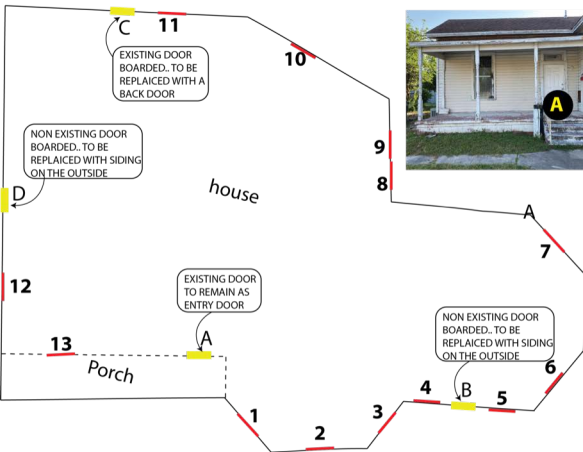 C
11
EXISTING DOOR
BOARDED.. TO BE
REPLAICED WITH A
BACK DOOR
10
A
NON EXISTING DOOR
BOARDED.. TO BE
REPLAICED WITH SIDING
ON THE OUTSIDE
D
9
8
house
A
7
12
EXISTING DOOR
TO REMAIN AS
ENTRY DOOR
A
13
Porch
NON EXISTING DOOR
BOARDED.. TO BE
REPLAICED WITH SIDING
ON THE OUTSIDE
6
B
4
5
3
1
2